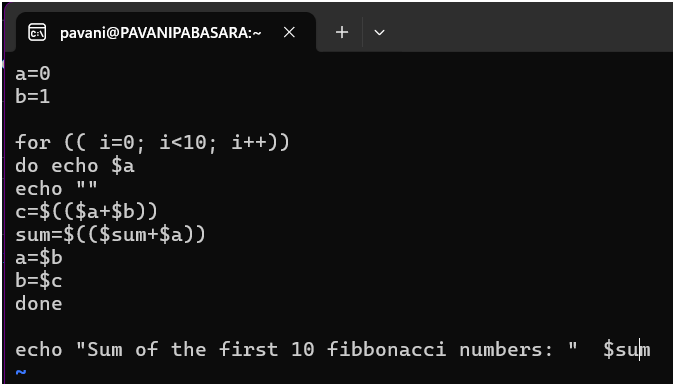 pavani@PAVANIPABASARA:~
a=0
b=1
for (( i=0; i<10; i++))
do echo $a
echo ""
c=$(($a+$b))
sum=$(($sum+$a))
a=$b
b=$c
done
echo "Sum of the first 10 fibbonacci numbers: "  $sum
~